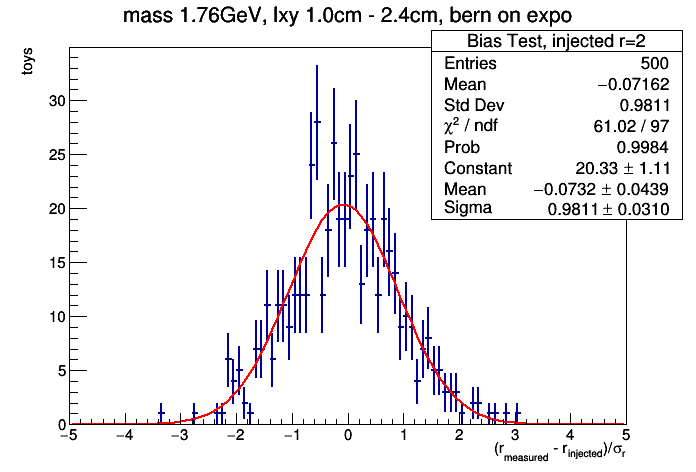 mass 1.76GeV, lxy 1.0cm - 2.4cm, bern on expo
Bias Test, injected r=2
Entries 500
Mean −0.07162
Std Dev 0.9811
χ² / ndf 61.02 / 97
Prob 0.9984
Constant 20.33 ± 1.11
Mean −0.0732 ± 0.0439
Sigma 0.9811 ± 0.0310
toys
30
25
20
15
10
5
0
−5 −4 −3 −2 −1 0 1 2 3 4 5
(r_measured - r_injected)/σ_r